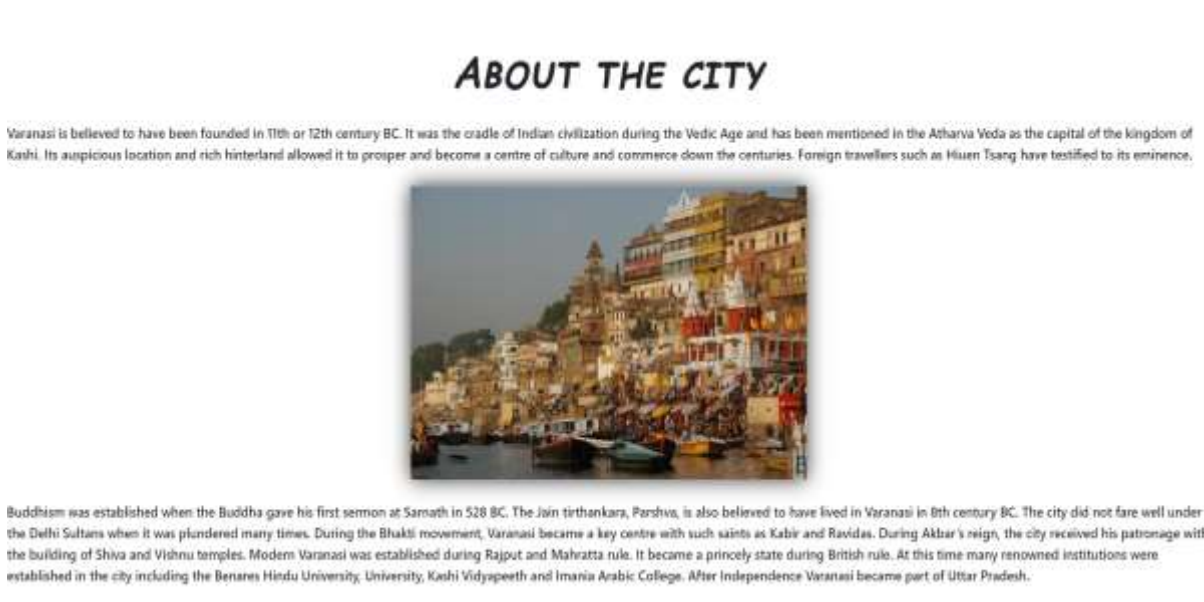 ABOUT THE CITY
Varanasi is believed to have been founded in 11th or 12th century BC. It was the cradle of Indian civilization during the Vedic Age and has been mentioned in the Atharva Veda as the capital of the kingdom of
Kashi. Its auspicious location and rich hinterland allowed it to prosper and become a centre of culture and commerce down the centuries. Foreign travellers such as Hiuen Tsang have testified to its eminence.
Buddhism was established when the Buddha gave his first sermon at Sarnath in 528 BC. The Jain tirthankara, Parshva, is also believed to have lived in Varanasi in 8th century BC. The city did not fare well under
the Delhi Sultans when it was plundered many times. During the Bhakti movement, Varanasi became a key centre with such saints as Kabir and Ravidas. During Akbar's reign, the city received his patronage with
the building of Shiva and Vishnu temples. Modern Varanasi was established during Rajput and Mahratta rule. It became a princely state during British rule. At this time many renowned institutions were
established in the city including the Benares Hindu University, University, Kashi Vidyapeeth and Imania Arabic College. After Independence Varanasi became part of Uttar Pradesh.